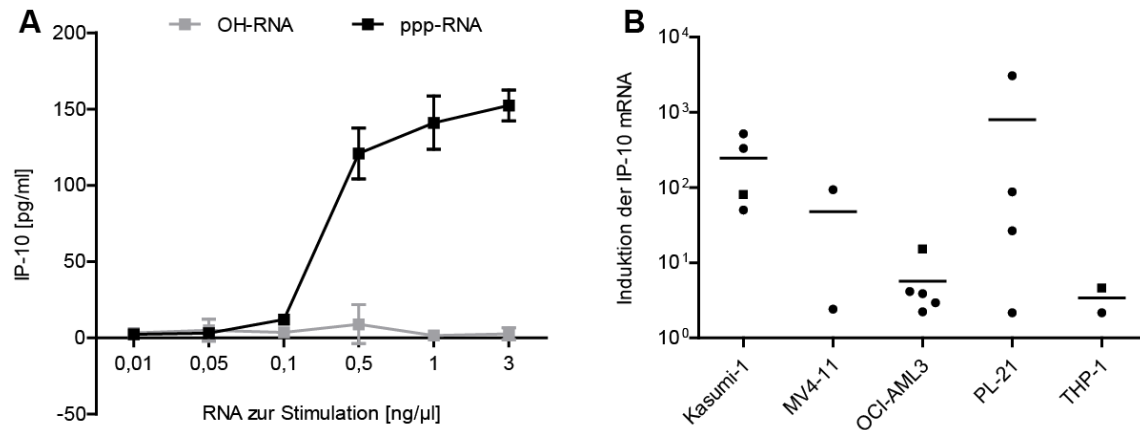 A
OH-RNA
ppp-RNA
200
150
100
50
0
-50
IP-10 [pg/ml]
0,01 0,05 0,1 0,5 1 3
RNA zur Stimulation [ng/µl]
B
10⁴
10³
10²
10¹
10⁰
Induktion der IP-10 mRNA
Kasumi-1
MV4-11
OCI-AML3
PL-21
THP-1